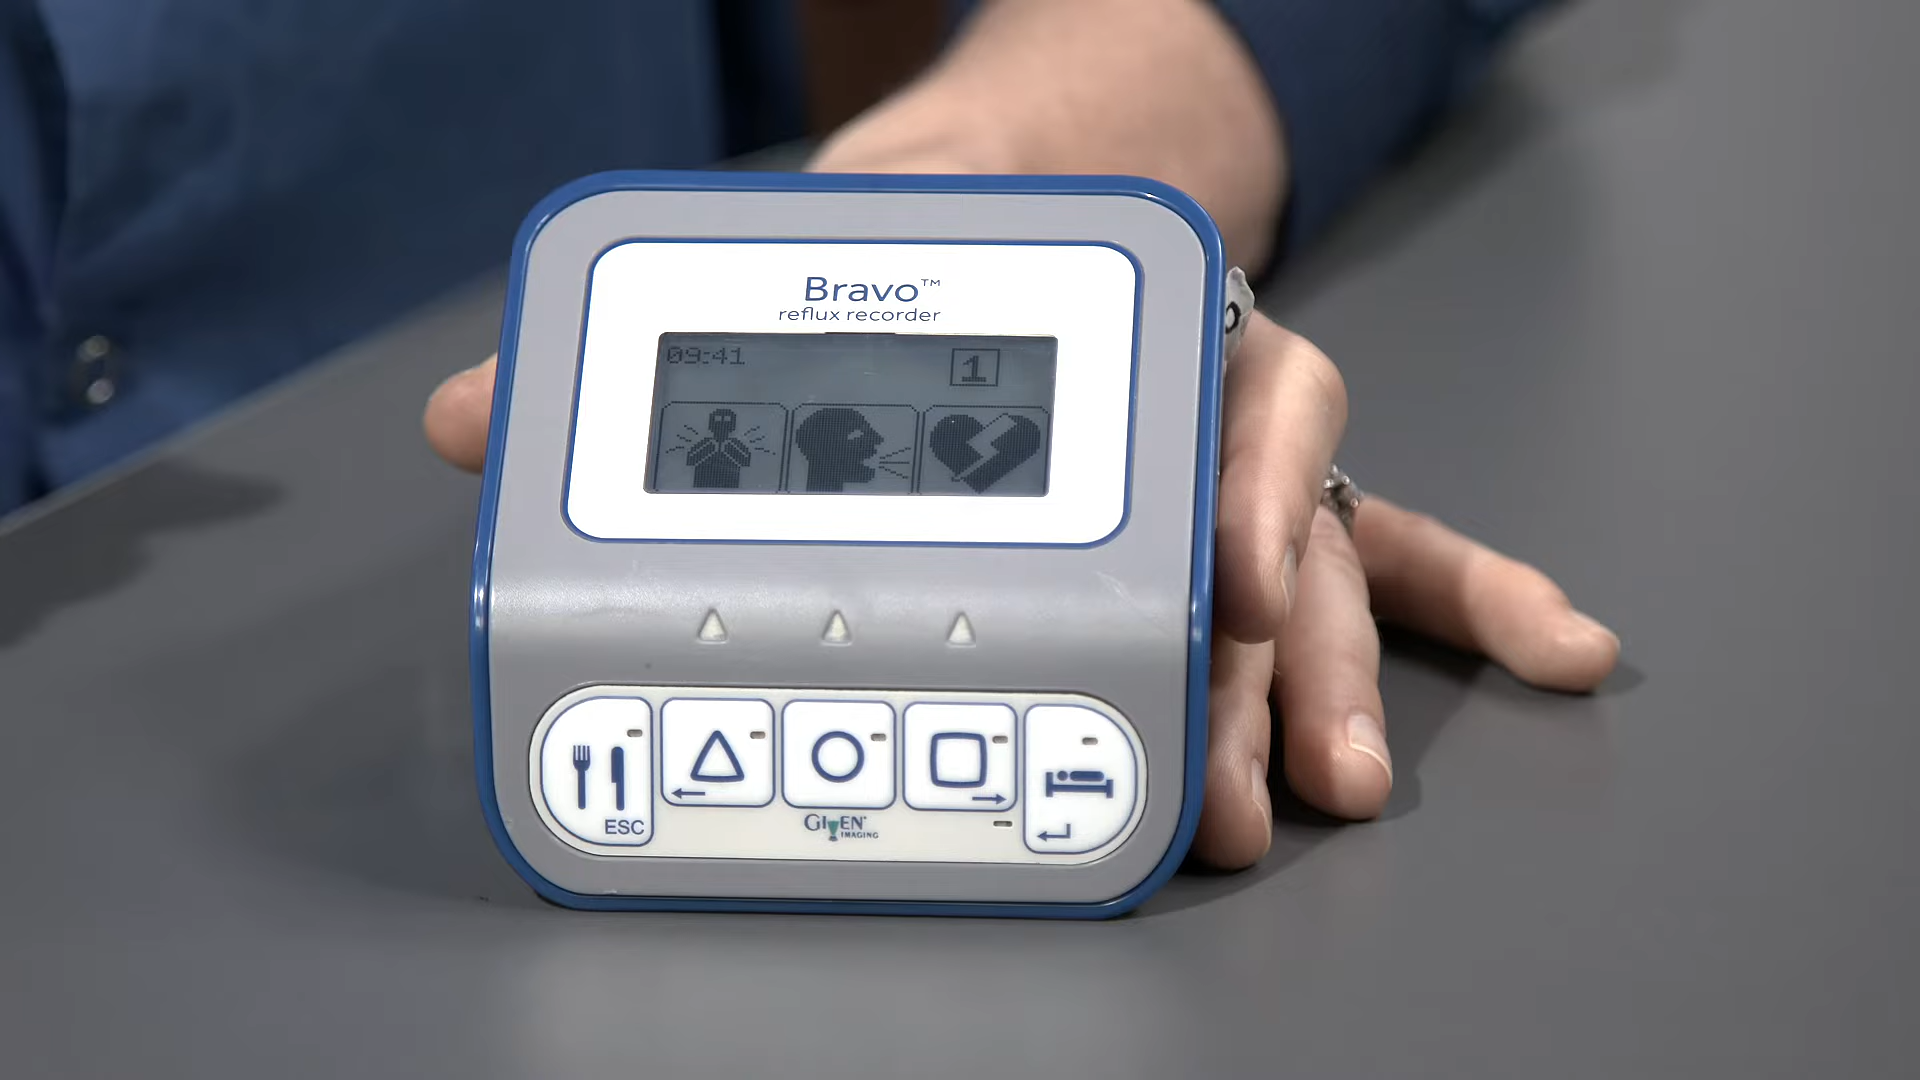 Bravo™
reflux recorder
09:41
1
ESC
GIVEN®
IMAGING